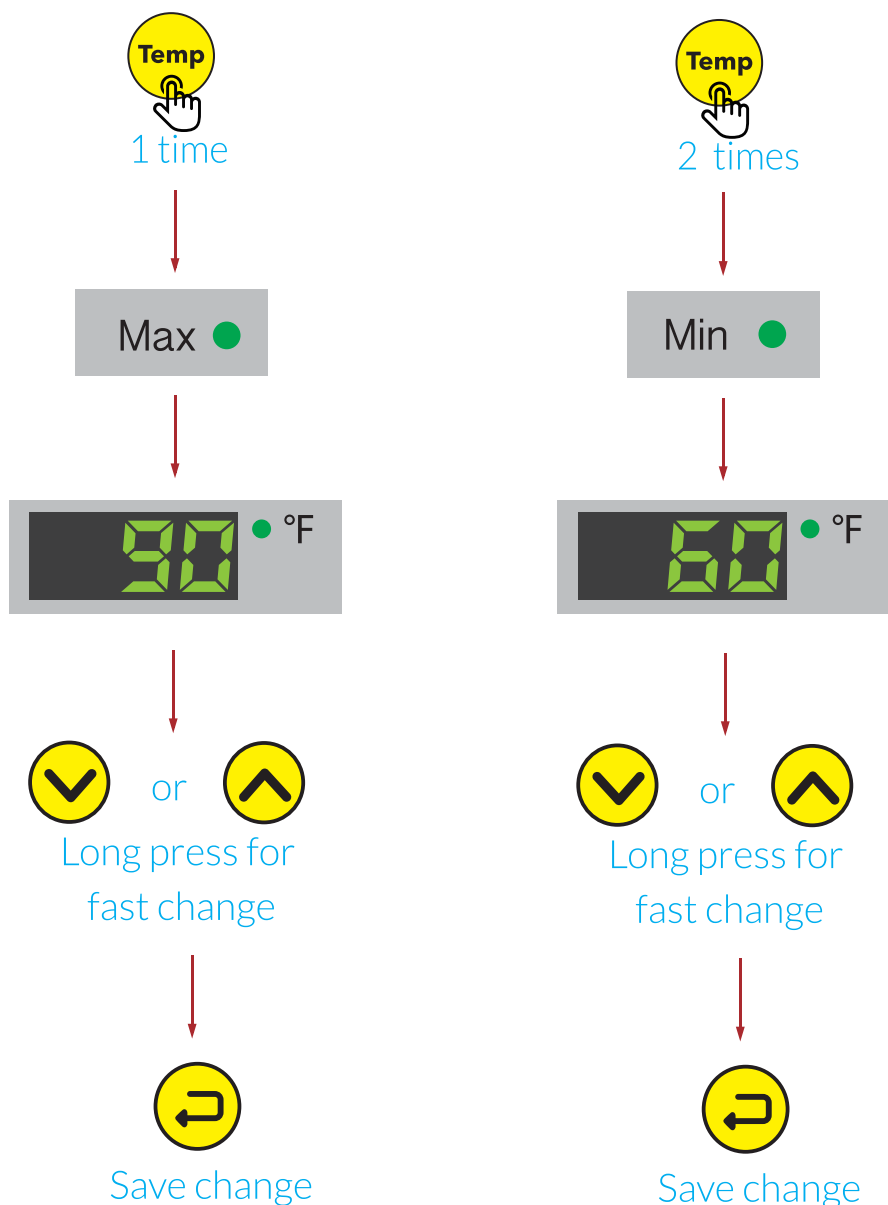 Temp
1 time
Max
90 °F
or
Long press for
fast change
Save change
Temp
2 times
Min
60 °F
or
Long press for
fast change
Save change